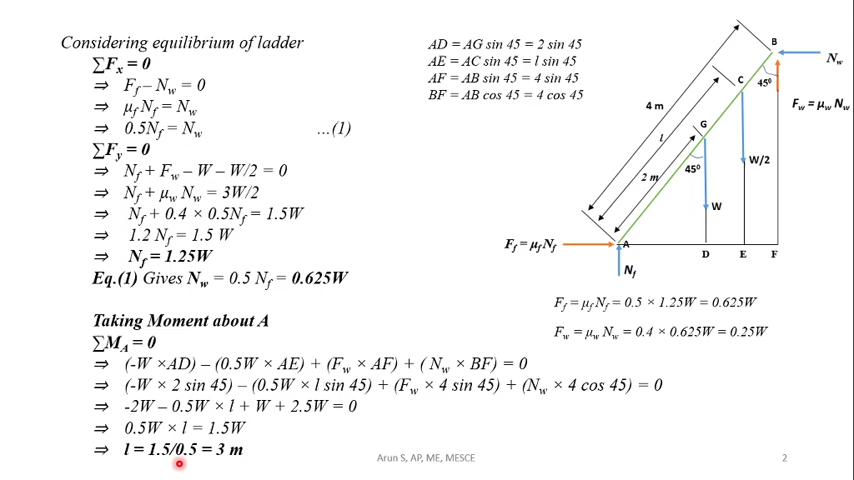 Considering equilibrium of ladder
∑Fx = 0
⇒ Ff – Nw = 0
⇒ μf Nf = Nw
⇒ 0.5Nf = Nw …(1)
∑Fy = 0
⇒ Nf + Fw – W – W/2 = 0
⇒ Nf + μw Nw = 3W/2
⇒ Nf + 0.4 × 0.5Nf = 1.5W
⇒ 1.2 Nf = 1.5 W
⇒ Nf = 1.25W
Eq.(1) Gives Nw = 0.5 Nf = 0.625W
Taking Moment about A
∑MA = 0
⇒ (-W ×AD) – (0.5W × AE) + (Fw × AF) + ( Nw × BF) = 0
⇒ (-W × 2 sin 45) – (0.5W × l sin 45) + (Fw × 4 sin 45) + (Nw × 4 cos 45) = 0
⇒ -2W – 0.5W × l + W + 2.5W = 0
⇒ 0.5W × l = 1.5W
⇒ l = 1.5/0.5 = 3 m
AD = AG sin 45 = 2 sin 45
AE = AC sin 45 = l sin 45
AF = AB sin 45 = 4 sin 45
BF = AB cos 45 = 4 cos 45
B
Nw
C
45⁰
Fw = μw Nw
4 m
G
l
W/2
45⁰
2 m
W
Ff = μf Nf
A
D E F
Nf
Ff = μf Nf = 0.5 × 1.25W = 0.625W
Fw = μw Nw = 0.4 × 0.625W = 0.25W
Arun S, AP, ME, MESCE
2